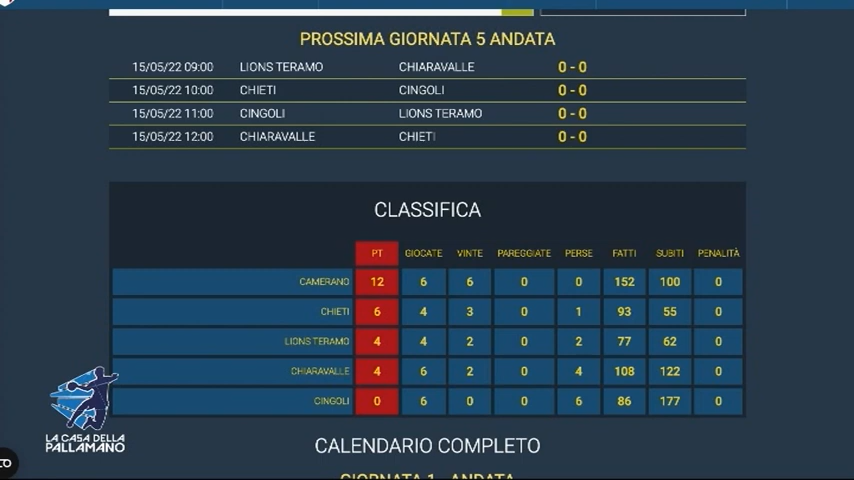 PROSSIMA GIORNATA 5 ANDATA
15/05/22 09:00 LIONS TERAMO CHIARAVALLE 0 - 0
15/05/22 10:00 CHIETI CINGOLI 0 - 0
15/05/22 11:00 CINGOLI LIONS TERAMO 0 - 0
15/05/22 12:00 CHIARAVALLE CHIETI 0 - 0
CLASSIFICA
PT GIOCATE VINTE PAREGGIATE PERSE FATTI SUBITI PENALITÀ
CAMERANO 12 6 6 0 0 152 100 0
CHIETI 6 4 3 0 1 93 55 0
LIONS TERAMO 4 4 2 0 2 77 62 0
CHIARAVALLE 4 6 2 0 4 108 122 0
CINGOLI 0 6 0 0 6 86 177 0
LA CASA DELLA
PALLAMANO
CALENDARIO COMPLETO
GIORNATA 1 - ANDATA